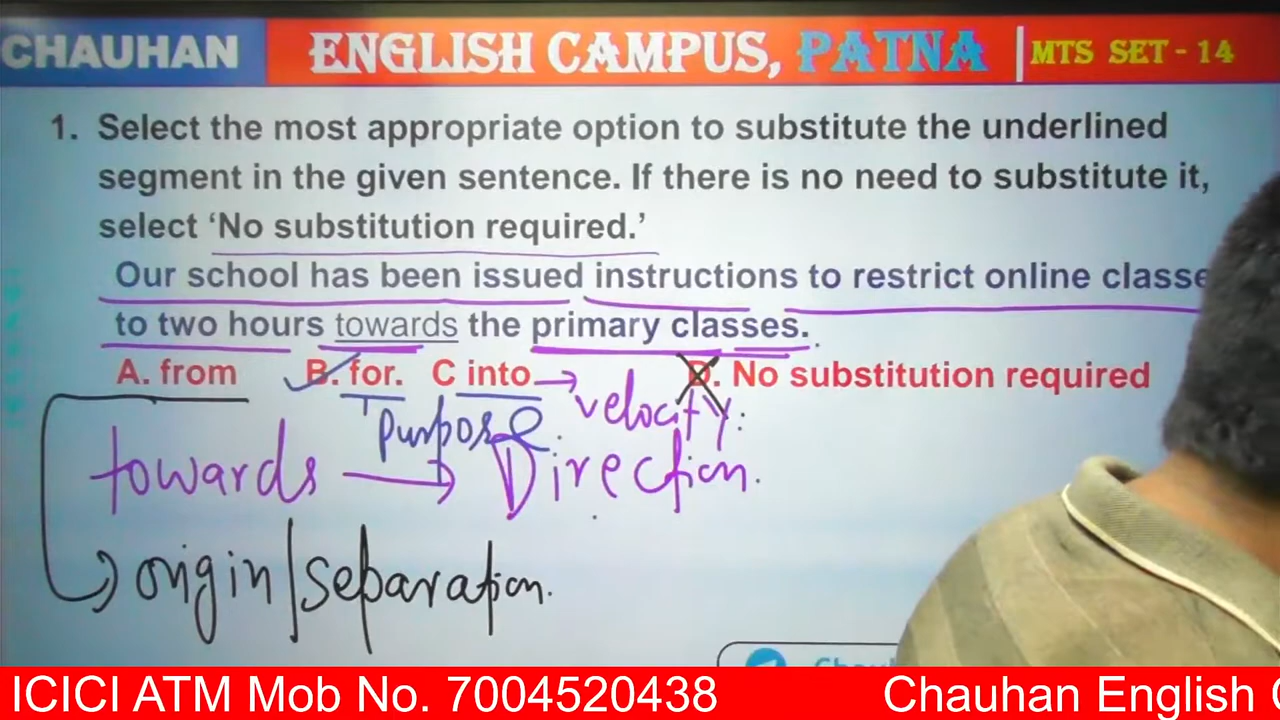 CHAUHAN ENGLISH CAMPUS, PATNA | MTS SET - 14
1. Select the most appropriate option to substitute the underlined
segment in the given sentence. If there is no need to substitute it,
select ‘No substitution required.’
Our school has been issued instructions to restrict online classe
to two hours towards the primary classes.
A. from B. for. C into D. No substitution required
Purpose velocity.
towards → Direction.
origin/separation.
ICICI ATM Mob No. 7004520438 Chauhan English